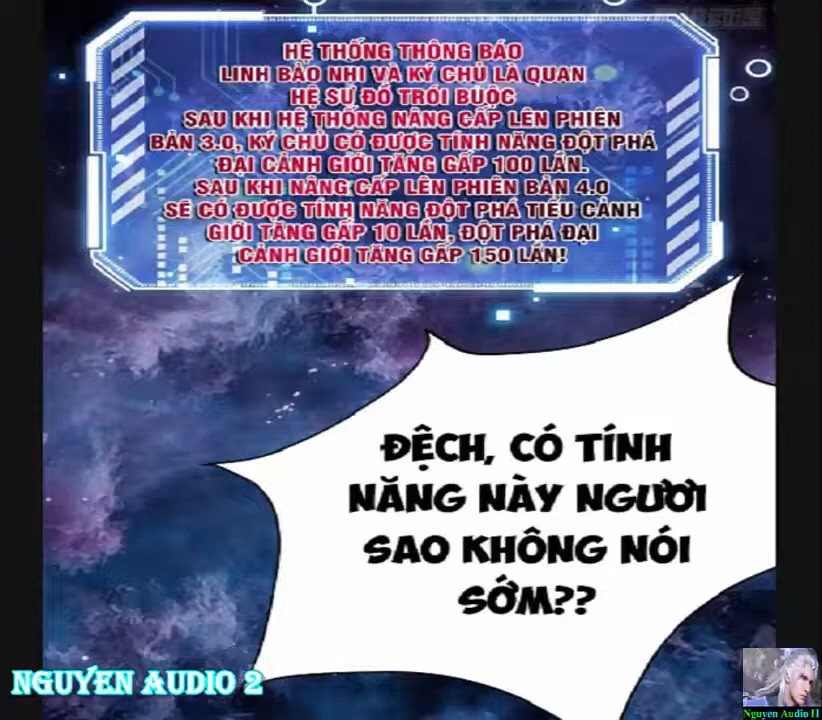 HỆ THỐNG THÔNG BÁO
LINH BẢO NHI VÀ KÝ CHỦ LÀ QUAN
HỆ SƯ ĐỒ TRÓI BUỘC
SAU KHI HỆ THỐNG NÂNG CẤP LÊN PHIÊN
BẢN 3.0, KÝ CHỦ CÓ ĐƯỢC TÍNH NĂNG ĐỘT PHÁ
ĐẠI CẢNH GIỚI TĂNG GẤP 100 LẦN.
SAU KHI NÂNG CẤP LÊN PHIÊN BẢN 4.0
SẼ CÓ ĐƯỢC TÍNH NĂNG ĐỘT PHÁ TIỂU CẢNH
GIỚI TĂNG GẤP 10 LẦN, ĐỘT PHÁ ĐẠI
CẢNH GIỚI TĂNG GẤP 150 LẦN!
ĐỆCH, CÓ TÍNH
NĂNG NÀY NGƯƠI
SAO KHÔNG NÓI
SỚM??
NGUYEN AUDIO 2
Nguyen Audio II